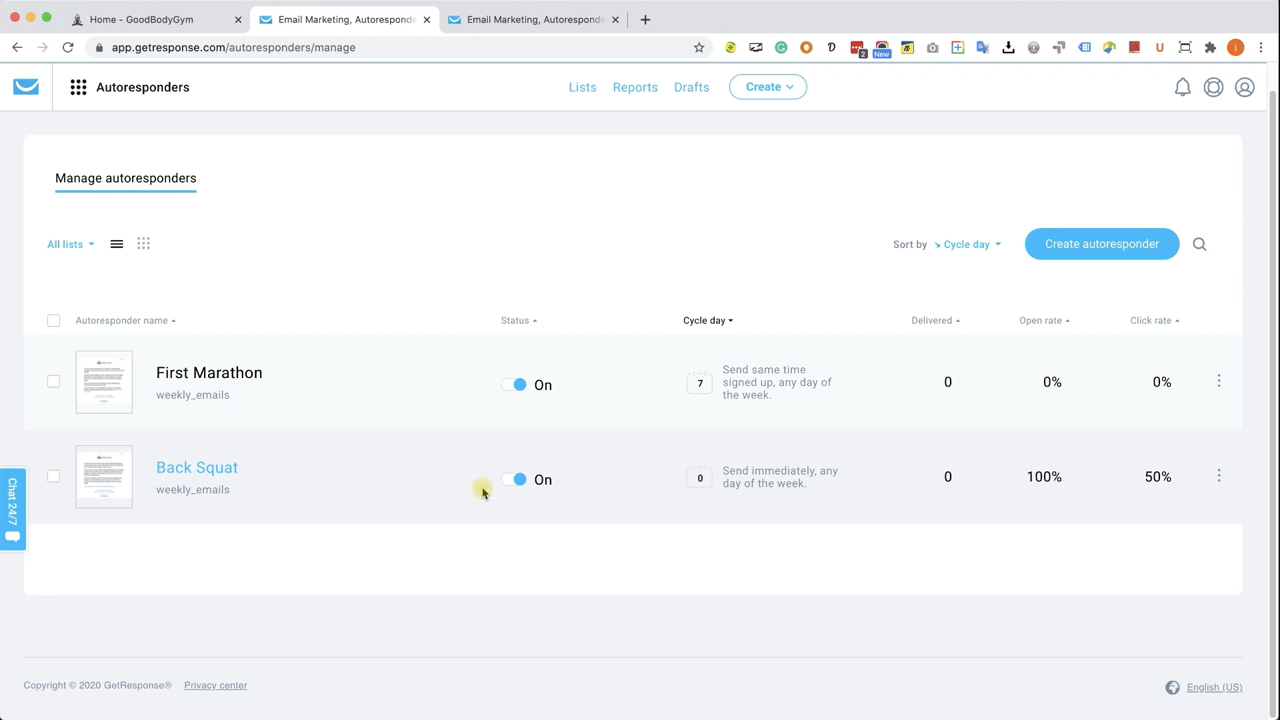 Home - GoodBodyGym
Email Marketing, Autoresponde
Email Marketing, Autoresponde
app.getresponse.com/autoresponders/manage
2
New
Autoresponders
Lists
Reports
Drafts
Create
Manage autoresponders
All lists
Sort by
Cycle day
Create autoresponder
Autoresponder name
Status
Cycle day
Delivered
Open rate
Click rate
First Marathon
weekly_emails
On
7
Send same time
signed up, any day of
the week.
0
0%
0%
Back Squat
weekly_emails
On
0
Send immediately, any
day of the week.
0
100%
50%
Chat 24/7
Copyright © 2020 GetResponse®
Privacy center
English (US)